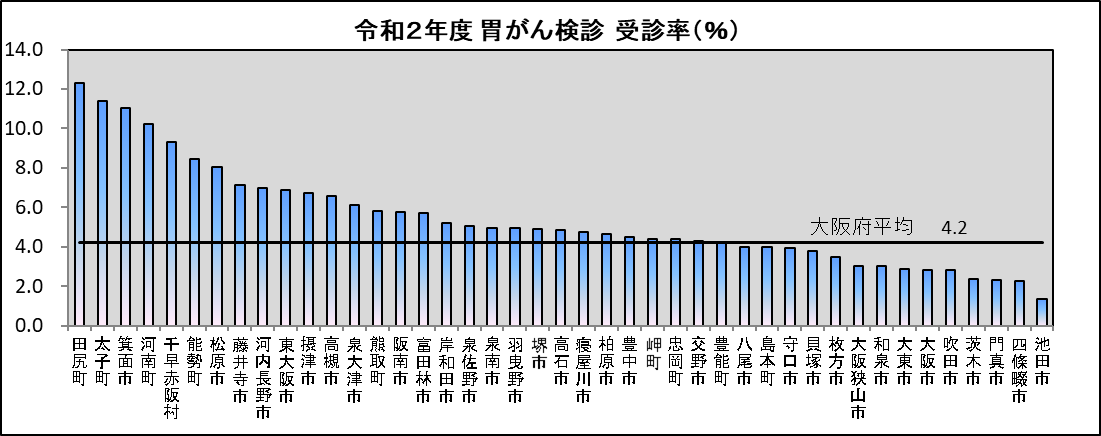 令和２年度 胃がん検診 受診率（％）
14.0
12.0
10.0
8.0
6.0
4.0
2.0
0.0
大阪府平均 4.2
田尻町
太子町
箕面市
河南町
千早赤阪村
能勢町
松原市
藤井寺市
河内長野市
東大阪市
摂津市
高槻市
泉大津市
熊取町
阪南市
富田林市
岸和田市
泉佐野市
泉南市
羽曳野市
堺市
高石市
寝屋川市
柏原市
豊中市
岬町
忠岡町
交野市
豊能町
八尾市
島本町
守口市
貝塚市
枚方市
大阪狭山市
和泉市
大東市
大阪市
吹田市
茨木市
門真市
四條畷市
池田市